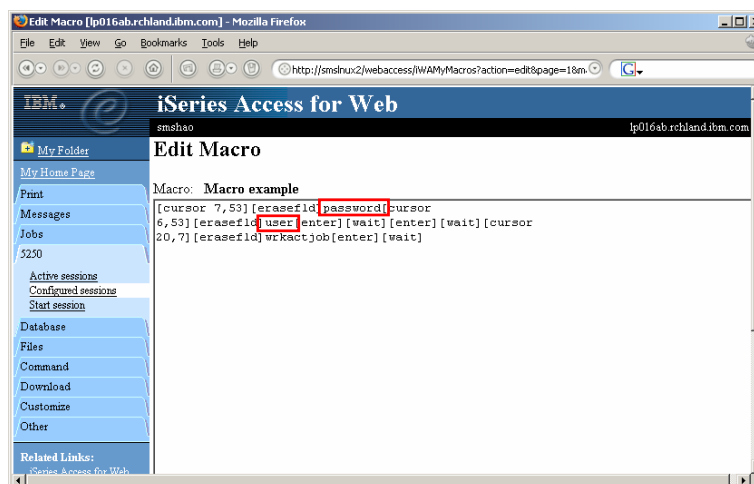 Edit Macro [lp016ab.rchland.ibm.com] - Mozilla Firefox
File Edit View Go Bookmarks Tools Help
http://smslnux2/webaccess/iWAMyMacros?action=edit&page=1&m
G
IBM e iSeries Access for Web
smshao lp016ab.rchland.ibm.com
My Folder
My Home Page
Print
Messages
Jobs
5250
Active sessions
Configured sessions
Start session
Database
Files
Command
Download
Customize
Other
Related Links:
iSeries Access for Web
Edit Macro
Macro: Macro example
[cursor 7,53][erasefld]password[cursor
6,53][erasefld]user[enter][wait][enter][wait][cursor
20,7][erasefld]wrkactjob[enter][wait]